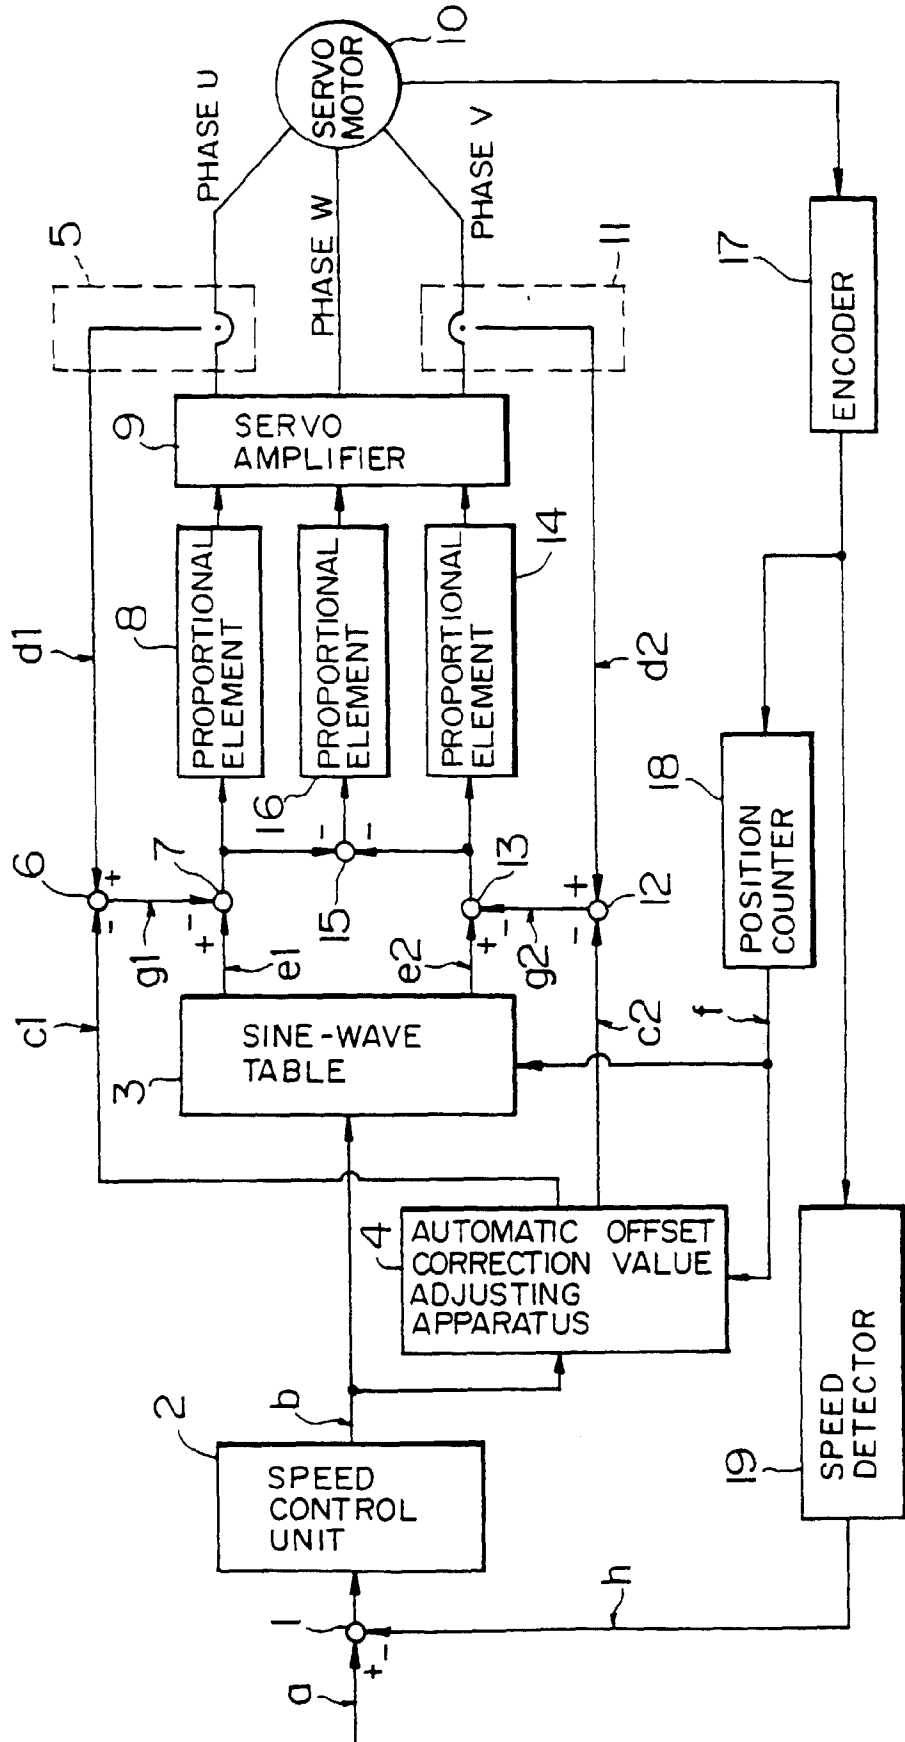 10
SERVO
MOTOR
PHASE U
PHASE W
PHASE V
5
11
17
ENCODER
9
SERVO
AMPLIFIER
8
PROPORTIONAL
ELEMENT
16
PROPORTIONAL
ELEMENT
14
PROPORTIONAL
ELEMENT
d1
d2
18
POSITION
COUNTER
6
+
-
7
-
+
g1
e1
15
-
-
13
+
-
e2
g2
12
+
-
c1
c2
f
3
SINE-WAVE
TABLE
4
AUTOMATIC OFFSET
CORRECTION VALUE
ADJUSTING
APPARATUS
2
SPEED
CONTROL
UNIT
b
19
SPEED
DETECTOR
1
+
-
a
h